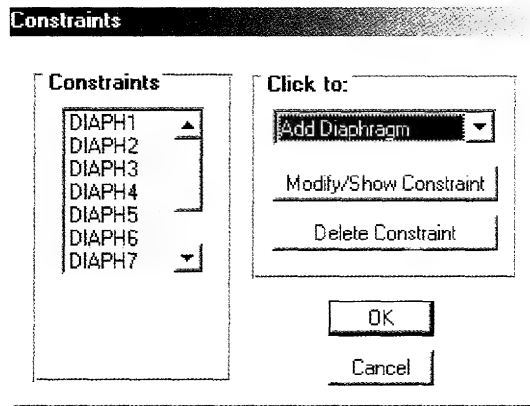 Constraints
Constraints
DIAPH1
DIAPH2
DIAPH3
DIAPH4
DIAPH5
DIAPH6
DIAPH7
Click to:
Add Diaphragm
Modify/Show Constraint
Delete Constraint
OK
Cancel